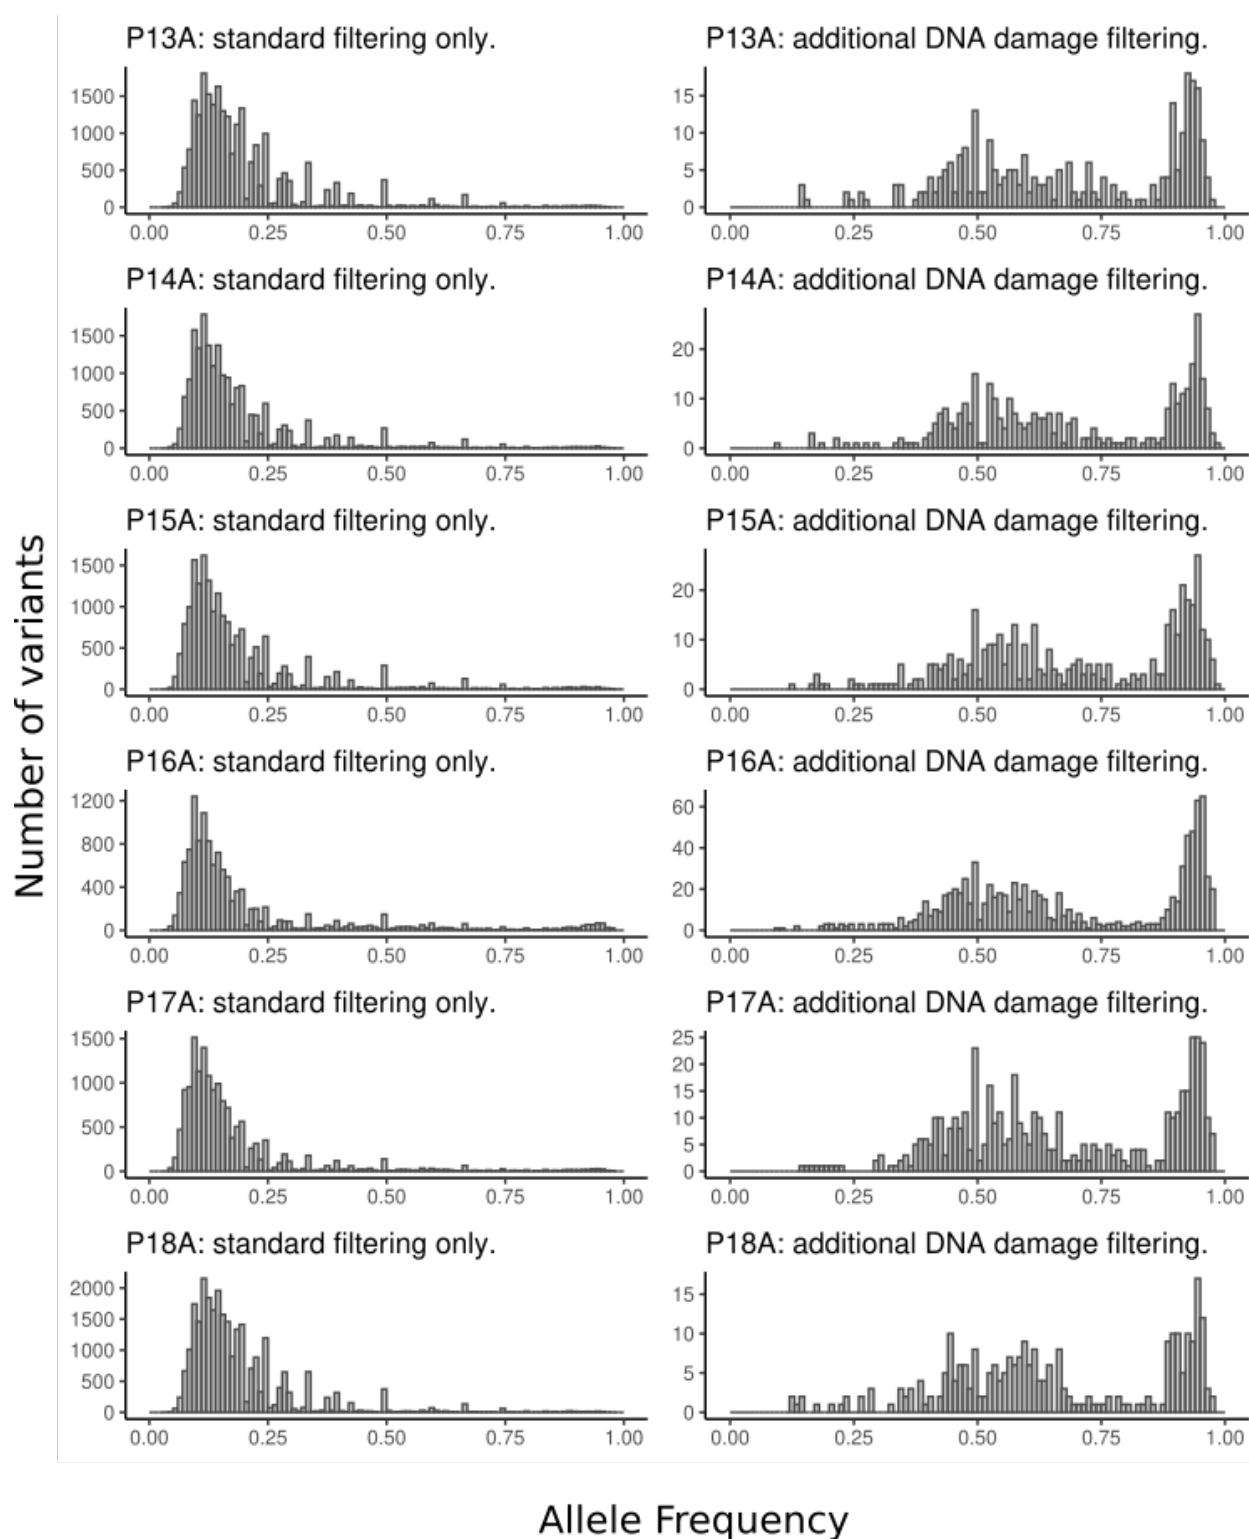 P13A: standard filtering only.
1500
1000
500
0
0.00 0.25 0.50 0.75 1.00
P13A: additional DNA damage filtering.
15
10
5
0
0.00 0.25 0.50 0.75 1.00
P14A: standard filtering only.
1500
1000
500
0
0.00 0.25 0.50 0.75 1.00
P14A: additional DNA damage filtering.
20
10
0
0.00 0.25 0.50 0.75 1.00
P15A: standard filtering only.
1500
1000
500
0
0.00 0.25 0.50 0.75 1.00
P15A: additional DNA damage filtering.
20
10
0
0.00 0.25 0.50 0.75 1.00
P16A: standard filtering only.
1200
800
400
0
0.00 0.25 0.50 0.75 1.00
P16A: additional DNA damage filtering.
60
40
20
0
0.00 0.25 0.50 0.75 1.00
P17A: standard filtering only.
1500
1000
500
0
0.00 0.25 0.50 0.75 1.00
P17A: additional DNA damage filtering.
25
20
15
10
5
0
0.00 0.25 0.50 0.75 1.00
P18A: standard filtering only.
2000
1500
1000
500
0
0.00 0.25 0.50 0.75 1.00
P18A: additional DNA damage filtering.
15
10
5
0
0.00 0.25 0.50 0.75 1.00
Number of variants
Allele Frequency